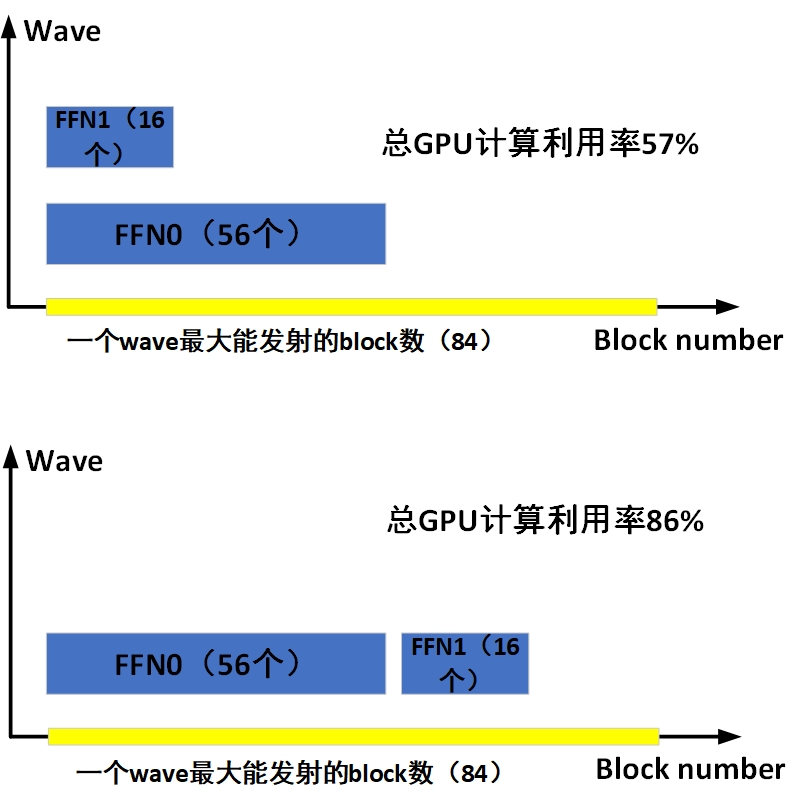 Wave
FFN1（16
个）
总GPU计算利用率57%
FFN0（56个）
一个wave最大能发射的block数（84）
Block number
Wave
总GPU计算利用率86%
FFN0（56个）
FFN1（16
个）
一个wave最大能发射的block数（84）
Block number